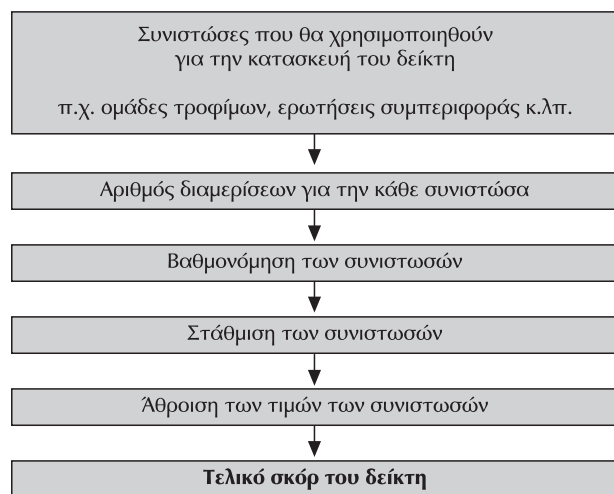 Συνιστώσες που θα χρησιμοποιηθούν
για την κατασκευή του δείκτη
π.χ. ομάδες τροφίμων, ερωτήσεις συμπεριφοράς κ.λπ.
Αριθμός διαμερίσεων για την κάθε συνιστώσα
Βαθμονόμηση των συνιστωσών
Στάθμιση των συνιστωσών
Άθροιση των τιμών των συνιστωσών
Τελικό σκόρ του δείκτη